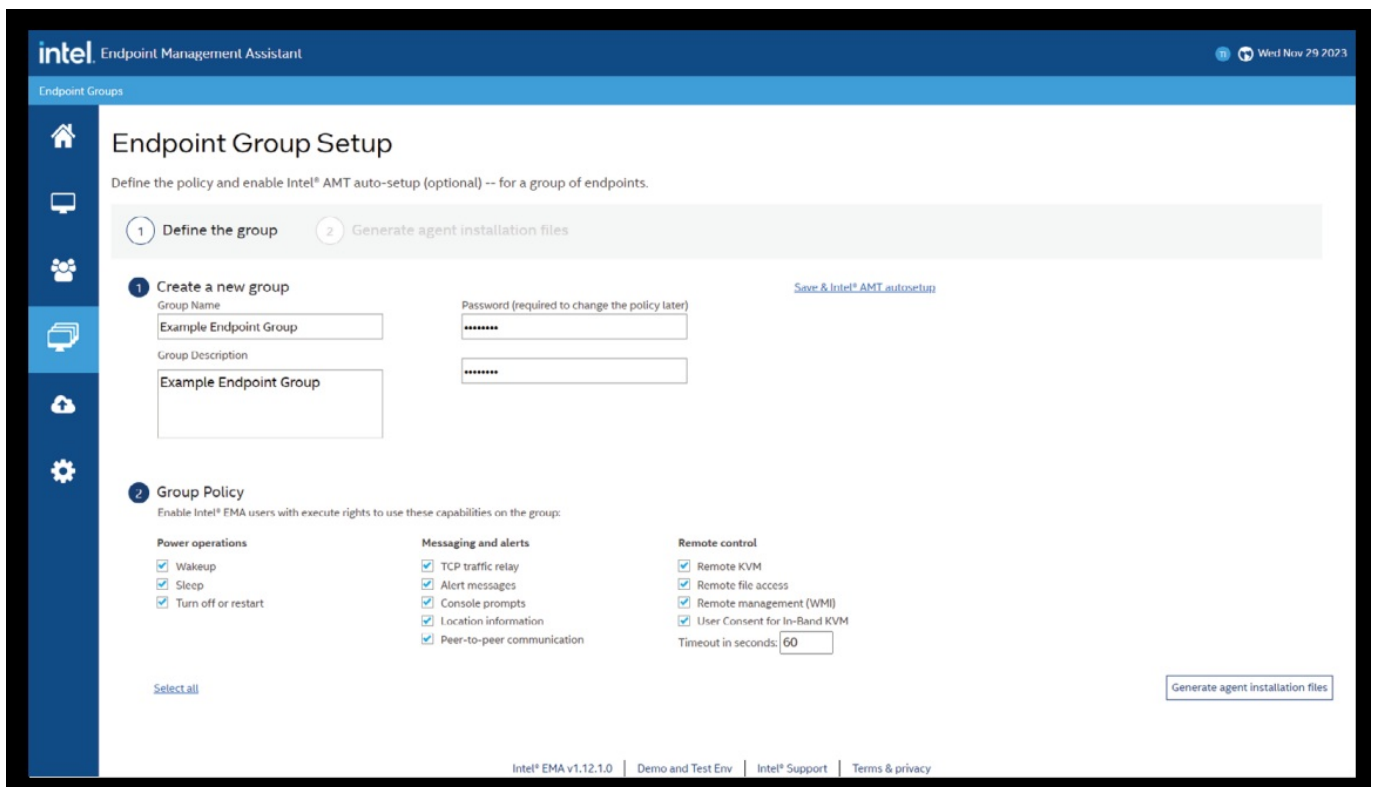 intel. Endpoint Management Assistant
TI Wed Nov 29 2023
Endpoint Groups
Endpoint Group Setup
Define the policy and enable Intel® AMT auto-setup (optional) -- for a group of endpoints.
1 Define the group
2 Generate agent installation files
1 Create a new group
Save & Intel® AMT autosetup
Group Name
Password (required to change the policy later)
Example Endpoint Group
••••••••
Group Description
Example Endpoint Group
••••••••
2 Group Policy
Enable Intel® EMA users with execute rights to use these capabilities on the group:
Power operations
Wakeup
Sleep
Turn off or restart
Messaging and alerts
TCP traffic relay
Alert messages
Console prompts
Location information
Peer-to-peer communication
Remote control
Remote KVM
Remote file access
Remote management (WMI)
User Consent for In-Band KVM
Timeout in seconds: 60
Select all
Generate agent installation files
Intel® EMA v1.12.1.0 | Demo and Test Env | Intel® Support | Terms & privacy